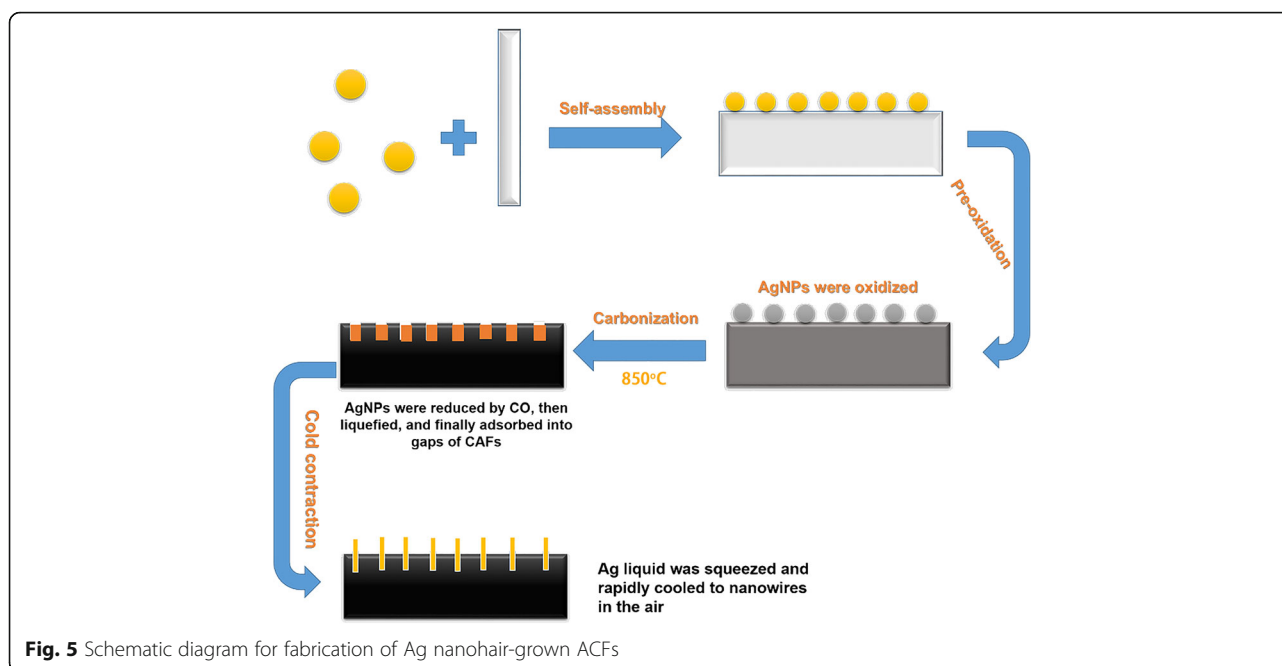 Self-assembly
Pre-oxidation
AgNPs were oxidized
Carbonization
850°C
AgNPs were reduced by CO, then
liquefied, and finally adsorbed into
gaps of CAFs
Cold contraction
Ag liquid was squeezed and
rapidly cooled to nanowires
in the air
Fig. 5 Schematic diagram for fabrication of Ag nanohair-grown ACFs